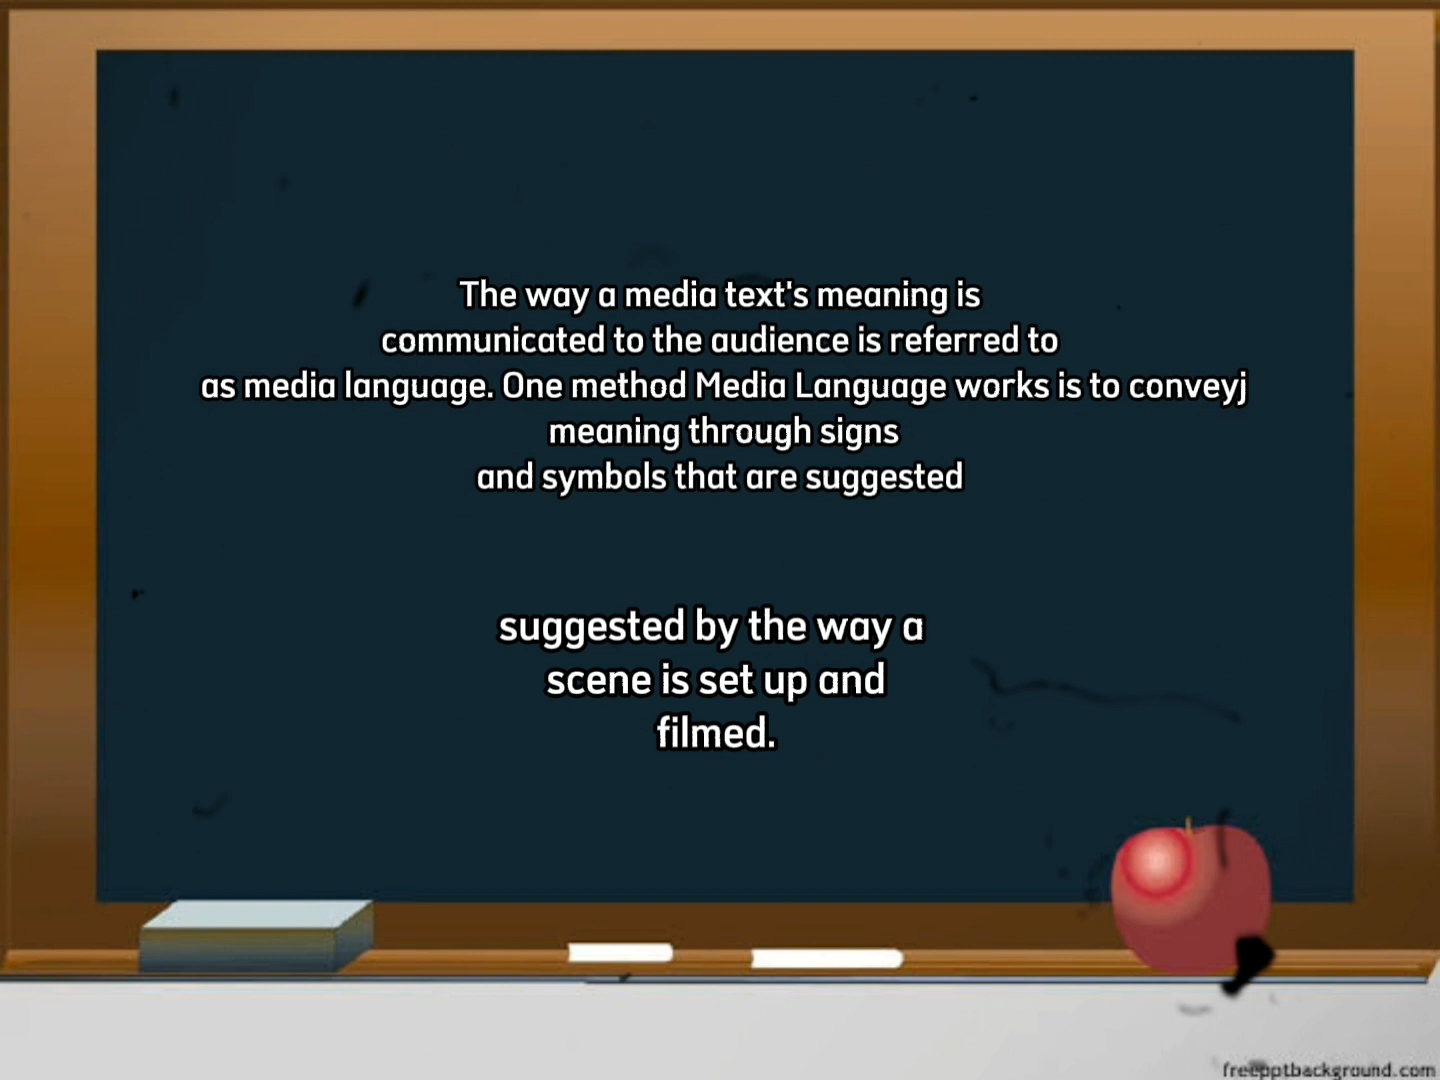 The way a media text's meaning is
communicated to the audience is referred to
as media language. One method Media Language works is to conveyj
meaning through signs
and symbols that are suggested
suggested by the way a
scene is set up and
filmed.
freepptbackground.com